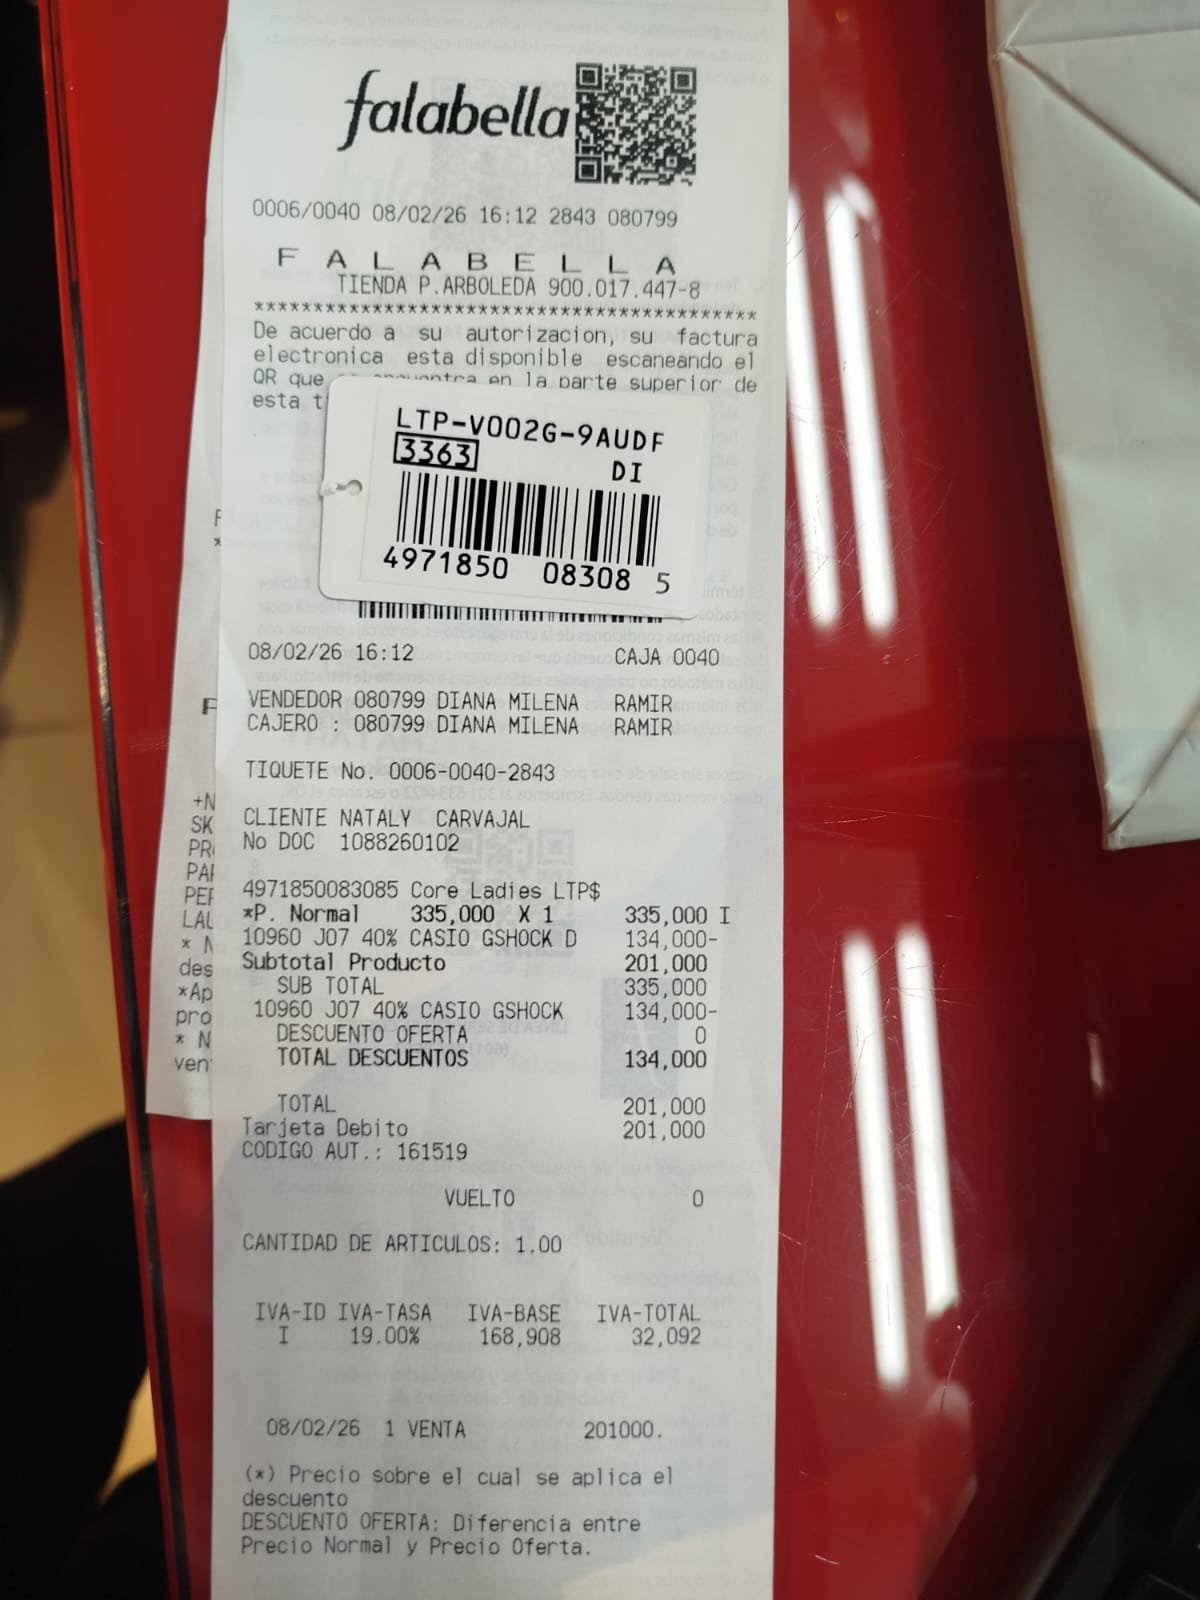 falabella
0006/0040 08/02/26 16:12 2843 080799
F A L A B E L L A
TIENDA P.ARBOLEDA 900.017.447-8
******************************************
De acuerdo a su autorizacion, su factura
electronica esta disponible escaneando el
QR que se encuentra en la parte superior de
esta
LTP-V002G-9AUDF
3363 DI
4971850 08308 5
08/02/26 16:12 CAJA 0040
VENDEDOR 080799 DIANA MILENA RAMIR
CAJERO : 080799 DIANA MILENA RAMIR
TIQUETE No. 0006-0040-2843
CLIENTE NATALY CARVAJAL
No DOC 1088260102
4971850083085 Core Ladies LTP$
*P. Normal 335,000 X 1 335,000 I
10960 J07 40% CASIO GSHOCK D 134,000-
Subtotal Producto 201,000
SUB TOTAL 335,000
10960 J07 40% CASIO GSHOCK 134,000-
DESCUENTO OFERTA 0
TOTAL DESCUENTOS 134,000
TOTAL 201,000
Tarjeta Debito 201,000
CODIGO AUT.: 161519
VUELTO 0
CANTIDAD DE ARTICULOS: 1.00
IVA-ID IVA-TASA IVA-BASE IVA-TOTAL
I 19.00% 168,908 32,092
08/02/26 1 VENTA 201000.
(*) Precio sobre el cual se aplica el
descuento
DESCUENTO OFERTA: Diferencia entre
Precio Normal y Precio Oferta.